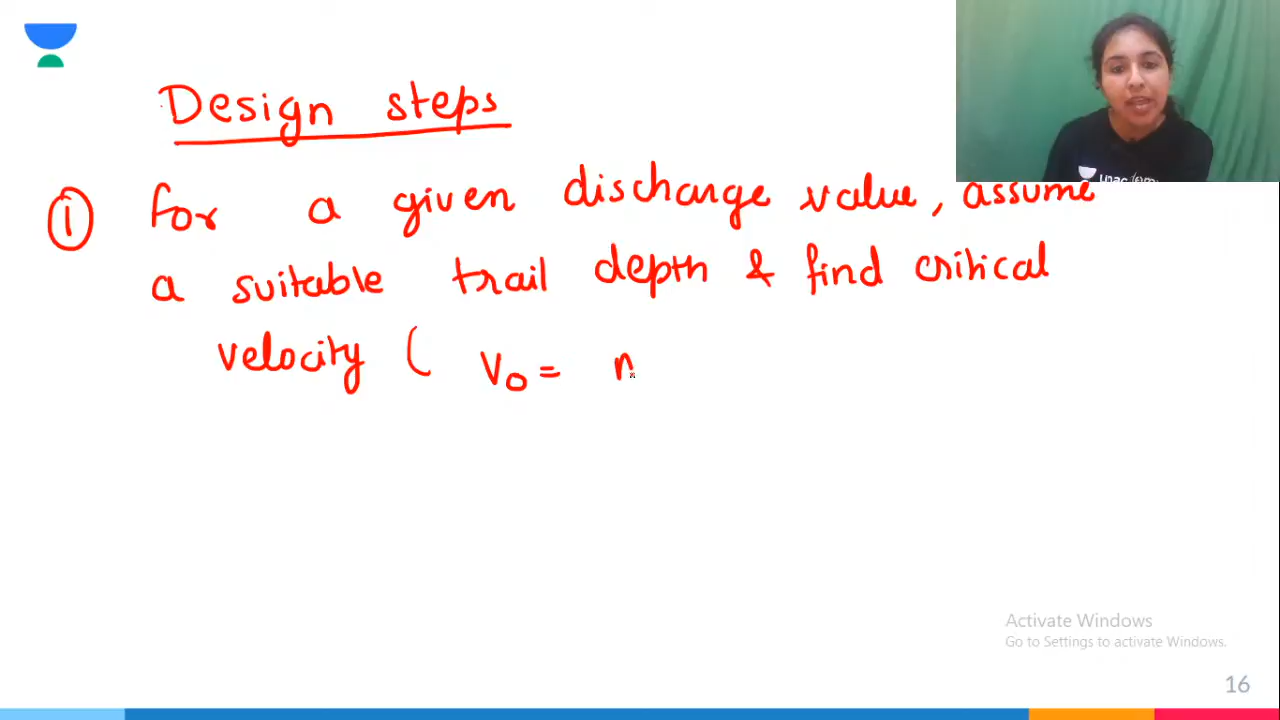 Design steps
① for a given discharge value, assume
a suitable trail depth & find critical
velocity ( V₀ = m
Activate Windows
Go to Settings to activate Windows.
16